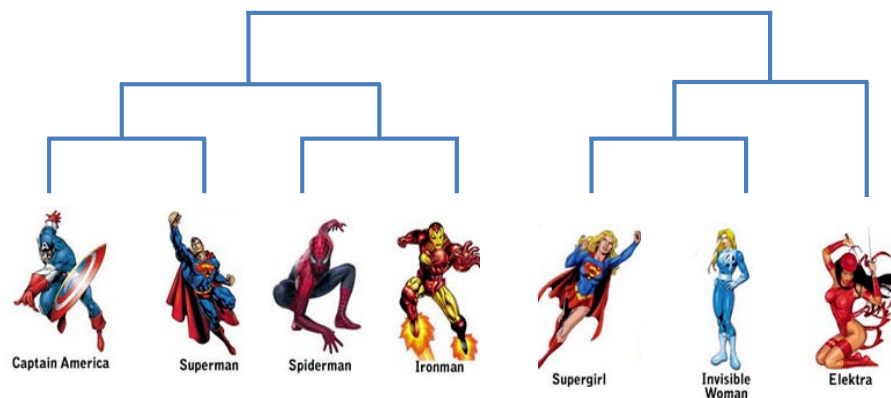 Captain America
Superman
Spiderman
Ironman
Supergirl
Invisible
Woman
Elektra